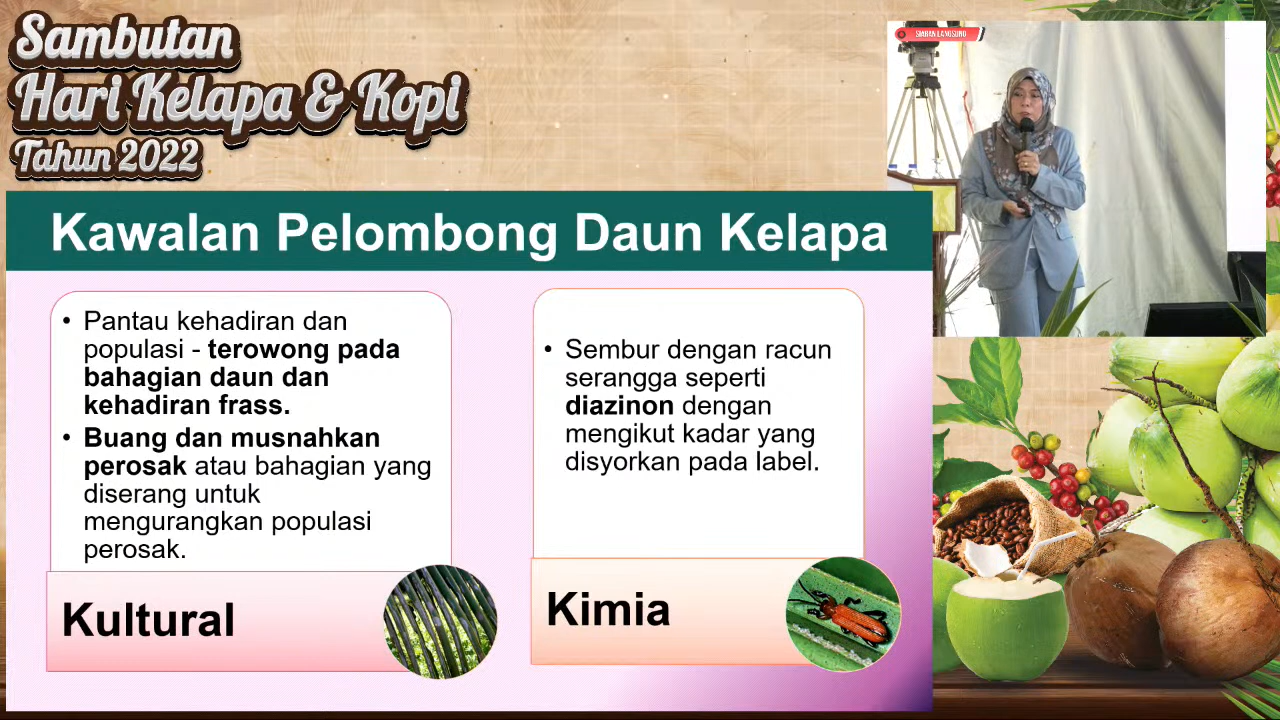 Sambutan
Hari Kelapa & Kopi
Tahun 2022
SIARAN LANGSUNG
Kawalan Pelombong Daun Kelapa
• Pantau kehadiran dan
populasi - terowong pada
bahagian daun dan
kehadiran frass.
• Buang dan musnahkan
perosak atau bahagian yang
diserang untuk
mengurangkan populasi
perosak.
Kultural
• Sembur dengan racun
serangga seperti
diazinon dengan
mengikut kadar yang
disyorkan pada label.
Kimia